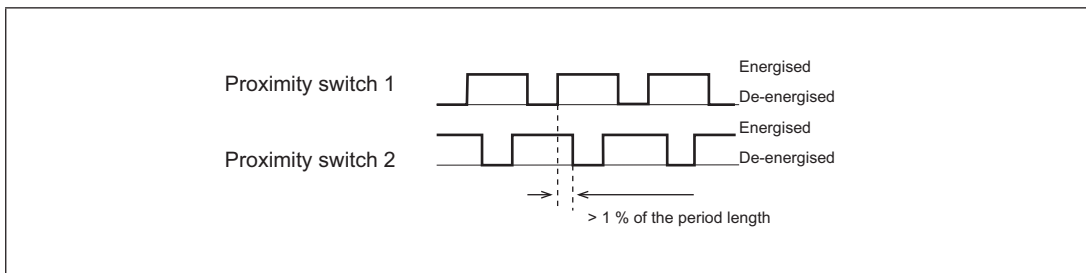 Proximity switch 1
Energised
De-energised
Proximity switch 2
Energised
De-energised
> 1 % of the period length